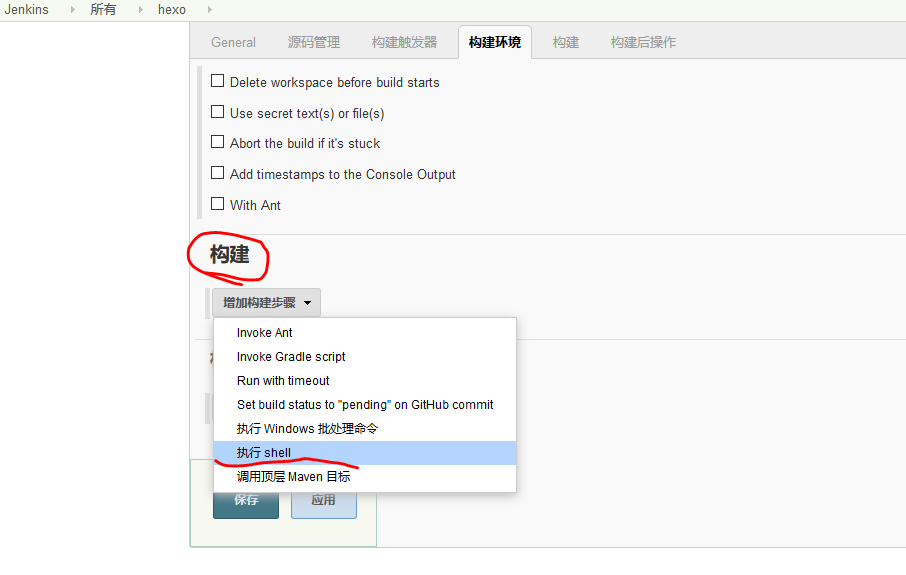 Jenkins 所有 hexo
General 源码管理 构建触发器 构建环境 构建 构建后操作
Delete workspace before build starts
Use secret text(s) or file(s)
Abort the build if it's stuck
Add timestamps to the Console Output
With Ant
构建
增加构建步骤
Invoke Ant
Invoke Gradle script
Run with timeout
Set build status to "pending" on GitHub commit
执行 Windows 批处理命令
执行 shell
调用顶层 Maven 目标
保存 应用